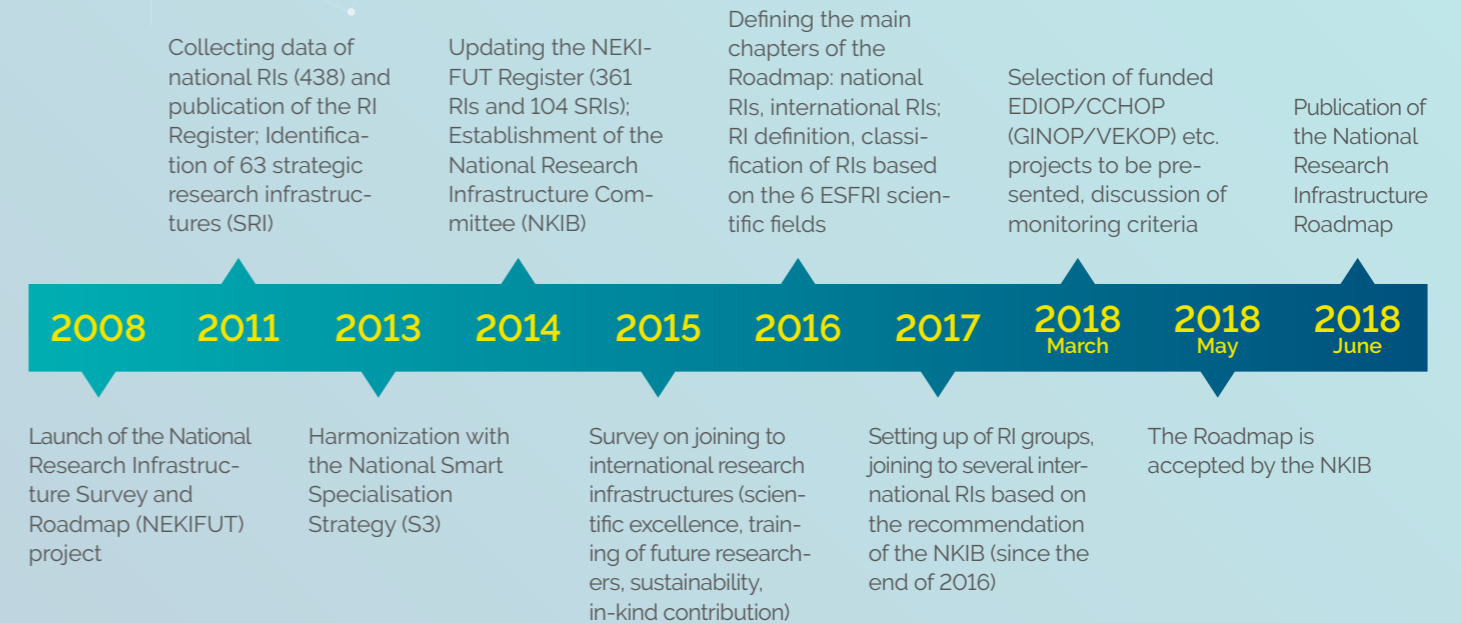 Collecting data of
national RIs (438) and
publication of the RI
Register; Identifica-
tion of 63 strategic
research infrastruc-
tures (SRI)
Updating the NEKI-
FUT Register (361
RIs and 104 SRIs);
Establishment of the
National Research
Infrastructure Com-
mittee (NKIB)
Defining the main
chapters of the
Roadmap: national
RIs, international RIs;
RI definition, classi-
fication of RIs based
on the 6 ESFRI scien-
tific fields
Selection of funded
EDIOP/CCHOP
(GINOP/VEKOP) etc.
projects to be pre-
sented, discussion of
monitoring criteria
Publication of
the National
Research
Infrastructure
Roadmap
2008
2011
2013
2014
2015
2016
2017
2018
March
2018
May
2018
June
Launch of the National
Research Infrastruc-
ture Survey and
Roadmap (NEKIFUT)
project
Harmonization with
the National Smart
Specialisation
Strategy (S3)
Survey on joining to
international research
infrastructures (scien-
tific excellence, train-
ing of future research-
ers, sustainability,
in-kind contribution)
Setting up of RI groups,
joining to several inter-
national RIs based on
the recommendation
of the NKIB (since the
end of 2016)
The Roadmap is
accepted by the NKIB